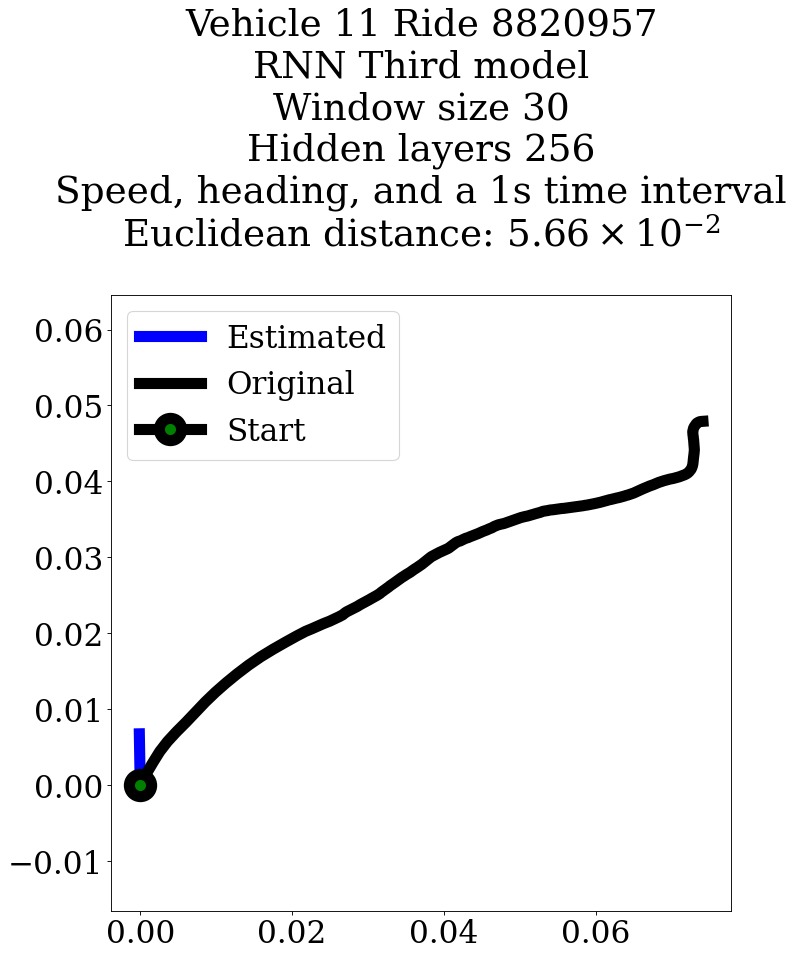 Vehicle 11 Ride 8820957
RNN Third model
Window size 30
Hidden layers 256
Speed, heading, and a 1s time interval
Euclidean distance: 5.66 × 10⁻²
Estimated
Original
Start
0.06
0.05
0.04
0.03
0.02
0.01
0.00
−0.01
0.00 0.02 0.04 0.06